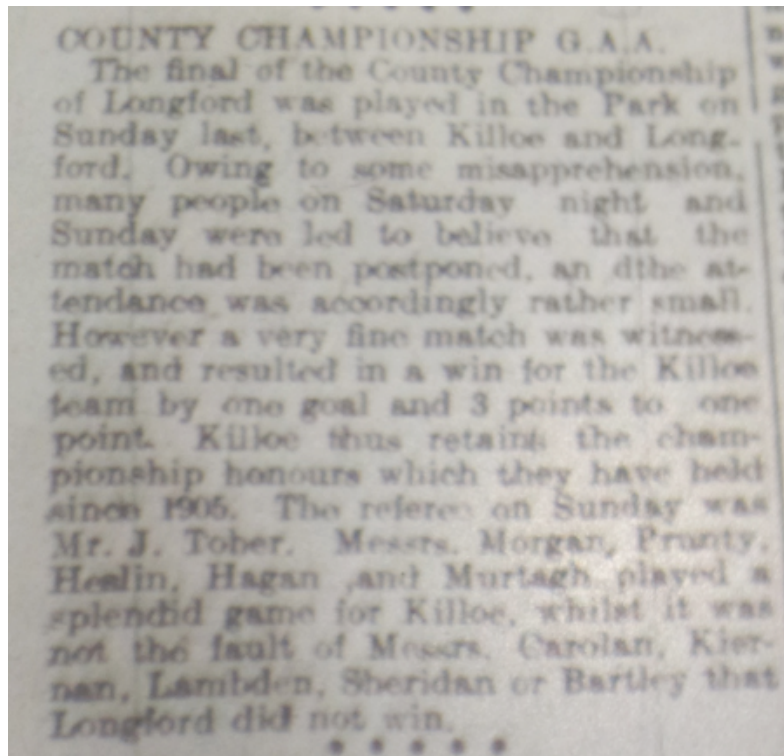 COUNTY CHAMPIONSHIP G.A.A.
The final of the County Championship
of Longford was played in the Park on
Sunday last, between Killoe and Long-
ford. Owing to some misapprehension,
many people on Saturday night and
Sunday were led to believe that the
match had been postponed, an dthe at-
tendance was accordingly rather small.
However a very fine match was witness-
ed, and resulted in a win for the Killoe
team by one goal and 3 points to one
point. Killoe thus retains the cham-
pionship honours which they have held
since 1905. The referee on Sunday was
Mr. J. Tober. Messrs. Morgan, Prunty,
Heslin, Hagan ,and Murtagh played a
splendid game for Killoe, whilst it was
not the fault of Messrs. Carolan, Kier-
nan, Lambden, Sheridan or Bartley that
Longford did not win.